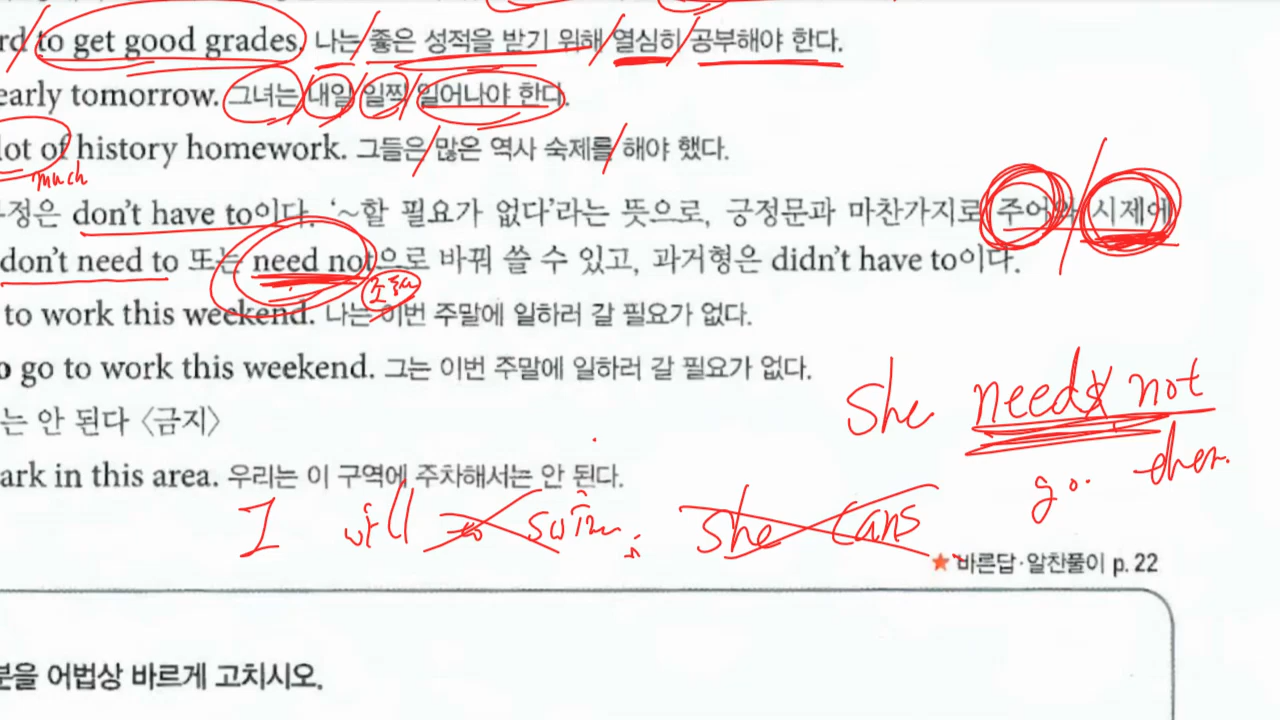 rd to get good grades. 나는 좋은 성적을 받기 위해 열심히 공부해야 한다.
early tomorrow. 그녀는 내일 일찍 일어나야 한다.
lot of history homework. 그들은 많은 역사 숙제를 해야 했다.
much
부정은 don't have to이다. '~할 필요가 없다'라는 뜻으로, 긍정문과 마찬가지로 주어와 시제에
don't need to 또는 need not으로 바꿔 쓸 수 있고, 과거형은 didn't have to이다.
조동사
to work this weekend. 나는 이번 주말에 일하러 갈 필요가 없다.
o go to work this weekend. 그는 이번 주말에 일하러 갈 필요가 없다.
She needs not
는 안 된다 〈금지〉
go.
ark in this area. 우리는 이 구역에 주차해서는 안 된다.
I will swim She cans
★ 바른답·알찬풀이 p. 22
분을 어법상 바르게 고치시오.